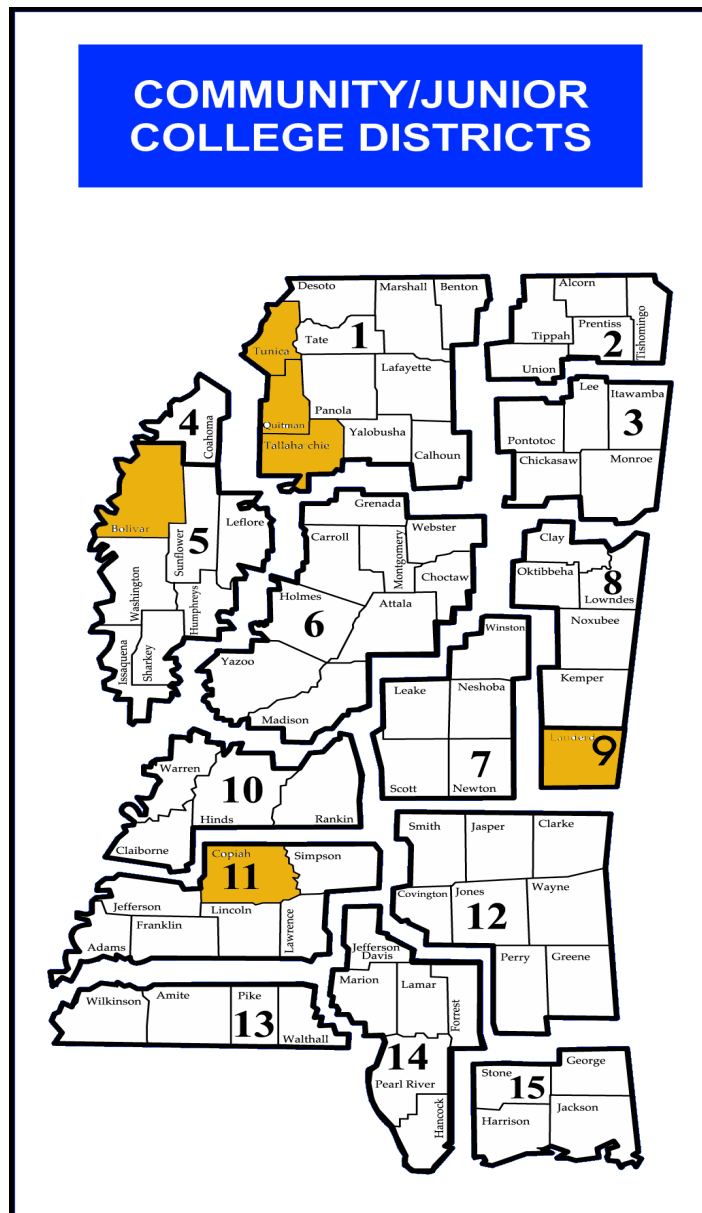 COMMUNITY/JUNIOR
COLLEGE DISTRICTS
Desoto
Marshall
Benton
Tunica
Tate
1
Lafayette
Panola
Quitman
Tallaha chie
Yalobusha
Calhoun
Alcorn
Tippah
Prentiss
2
Tishomingo
Union
Lee
Itawamba
3
Pontotoc
Chickasaw
Monroe
4
Coahoma
Bolivar
Sunflower
5
Leflore
Washington
Humphreys
Issaquena
Sharkey
Grenada
Carroll
Montgomery
Webster
Choctaw
Holmes
6
Attala
Yazoo
Madison
Winston
Leake
Neshoba
7
Scott
Newton
Clay
Oktibbeha
8
Lowndes
Noxubee
Kemper
9
Warren
10
Hinds
Rankin
Claiborne
Copiah
Simpson
11
Jefferson
Lincoln
Franklin
Lawrence
Adams
Smith
Jasper
Clarke
Covington
Jones
Wayne
12
Perry
Greene
Wilkinson
Amite
Pike
13
Walthall
Jefferson
Davis
Marion
Lamar
Forrest
14
Pearl River
Hancock
George
Stone
15
Harrison
Jackson